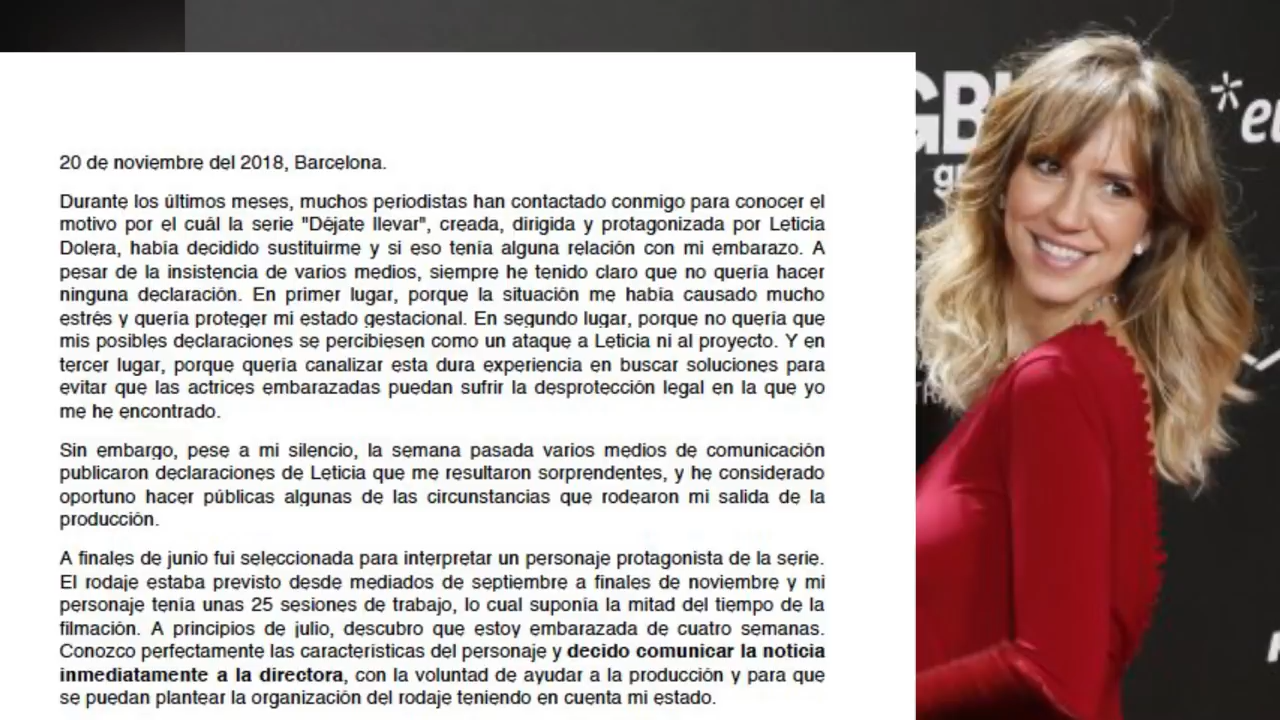 20 de noviembre del 2018, Barcelona.
Durante los últimos meses, muchos periodistas han contactado conmigo para conocer el
motivo por el cuál la serie "Déjate llevar", creada, dirigida y protagonizada por Leticia
Dolera, había decidido sustituirme y si eso tenía alguna relación con mi embarazo. A
pesar de la insistencia de varios medios, siempre he tenido claro que no quería hacer
ninguna declaración. En primer lugar, porque la situación me había causado mucho
estrés y quería proteger mi estado gestacional. En segundo lugar, porque no quería que
mis posibles declaraciones se percibiesen como un ataque a Leticia ni al proyecto. Y en
tercer lugar, porque quería canalizar esta dura experiencia en buscar soluciones para
evitar que las actrices embarazadas puedan sufrir la desprotección legal en la que yo
me he encontrado.
Sin embargo, pese a mi silencio, la semana pasada varios medios de comunicación
publicaron declaraciones de Leticia que me resultaron sorprendentes, y he considerado
oportuno hacer públicas algunas de las circunstancias que rodearon mi salida de la
producción.
A finales de junio fui seleccionada para interpretar un personaje protagonista de la serie.
El rodaje estaba previsto desde mediados de septiembre a finales de noviembre y mi
personaje tenía unas 25 sesiones de trabajo, lo cual suponía la mitad del tiempo de la
filmación. A principios de julio, descubro que estoy embarazada de cuatro semanas.
Conozco perfectamente las características del personaje y decido comunicar la noticia
inmediatamente a la directora, con la voluntad de ayudar a la producción y para que
se puedan plantear la organización del rodaje teniendo en cuenta mi estado.